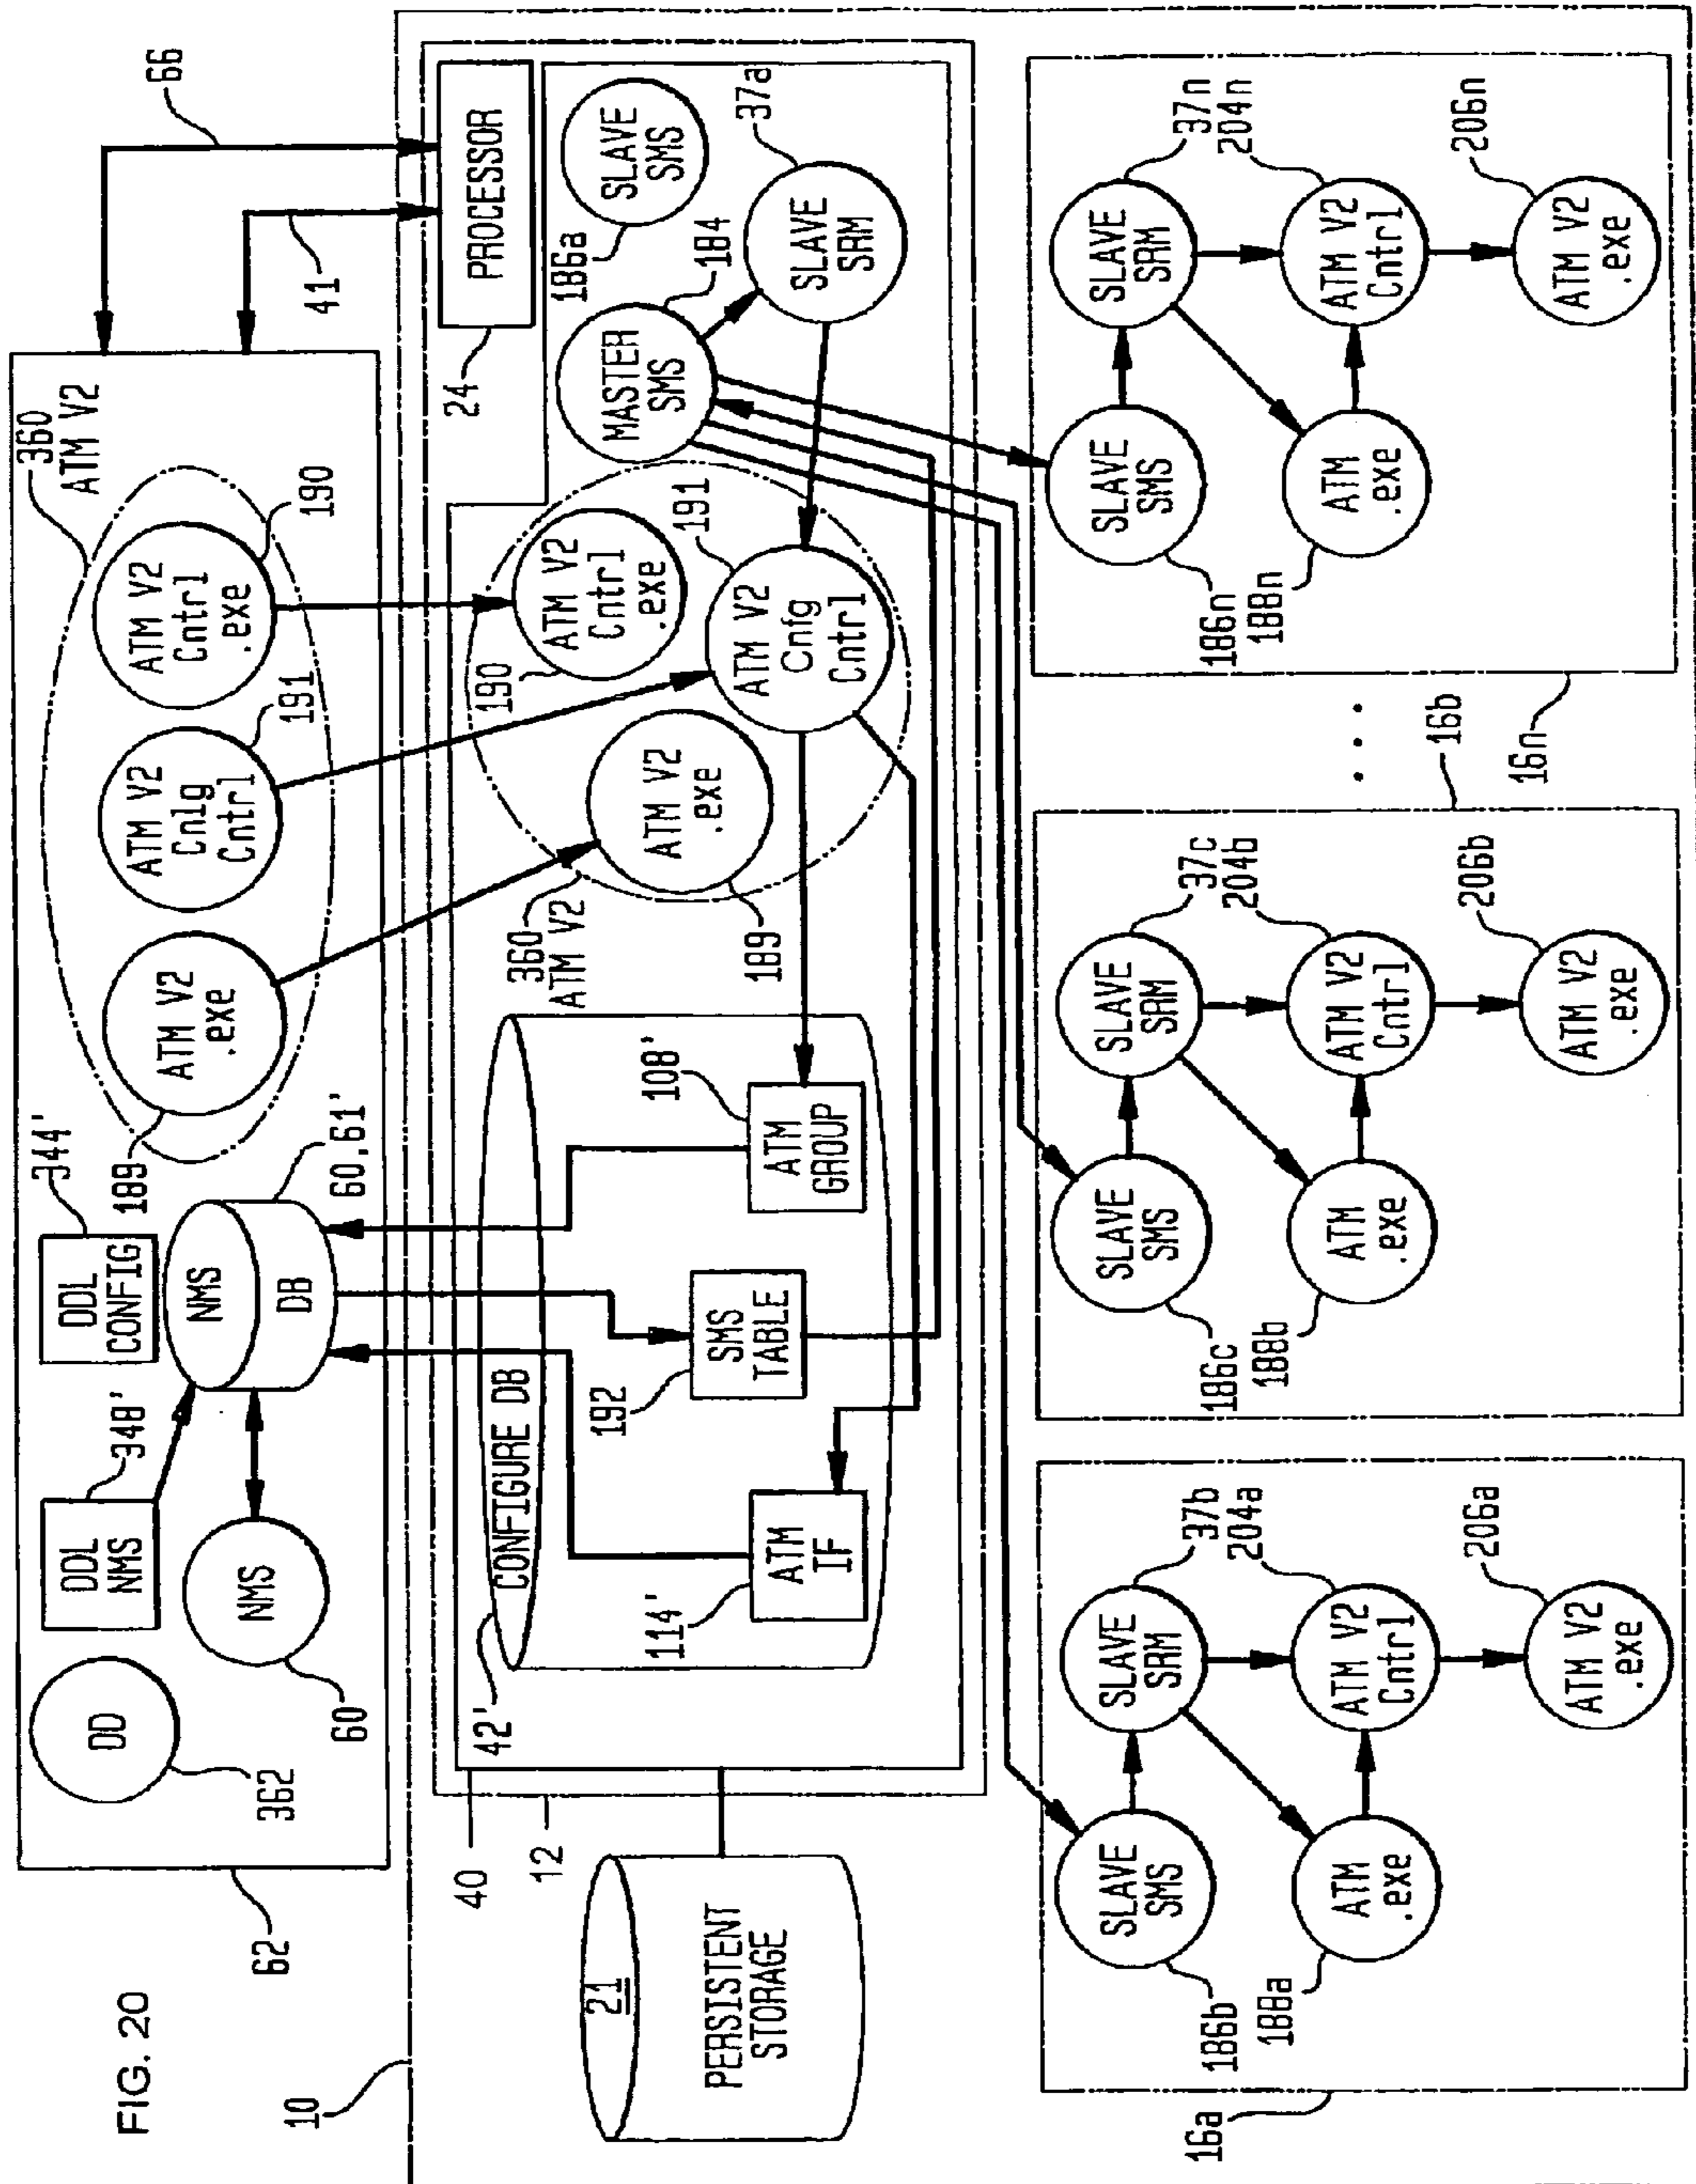 FIG. 20
10
62
DD
362
DDL
NMS
348'
NMS
60
DDL
CONFIG
344'
NMS
DB
60.61'
189
ATM V2
.exe
ATM V2
Cnlg
Cntrl
191
ATM V2
Cntrl
.exe
190
360
ATM V2
41
66
21
PERSISTENT
STORAGE
40
12
42'
CONFIGURE DB
ATM
IF
114'
SMS
TABLE
192
ATM
GROUP
108'
360
ATM V2
ATM V2
.exe
189
ATM V2
Cntrl
.exe
190
ATM V2
Cnfg
Cntrl
191
24
PROCESSOR
MASTER
SMS
184
SLAVE
SMS
186a
SLAVE
SRM
37a
SLAVE
SMS
186b
SLAVE
SRM
37b
ATM
.exe
188a
ATM V2
Cntrl
204a
ATM V2
.exe
206a
16a
SLAVE
SMS
186c
SLAVE
SRM
37c
ATM
.exe
188b
ATM V2
Cntrl
204b
ATM V2
.exe
206b
16b
. . .
SLAVE
SMS
186n
SLAVE
SRM
37n
ATM
.exe
188n
ATM V2
Cntrl
204n
ATM V2
.exe
206n
16n